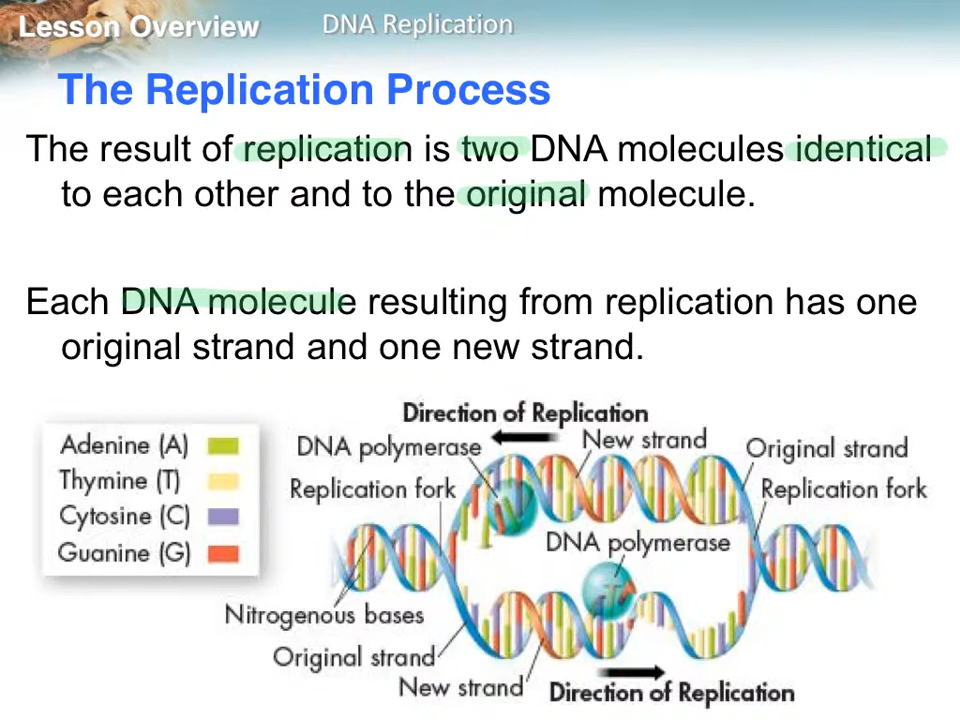 Lesson Overview
DNA Replication
The Replication Process
The result of replication is two DNA molecules identical
to each other and to the original molecule.
Each DNA molecule resulting from replication has one
original strand and one new strand.
Adenine (A)
Thymine (T)
Cytosine (C)
Guanine (G)
Direction of Replication
DNA polymerase
New strand
Original strand
Replication fork
Replication fork
DNA polymerase
Nitrogenous bases
Original strand
New strand
Direction of Replication